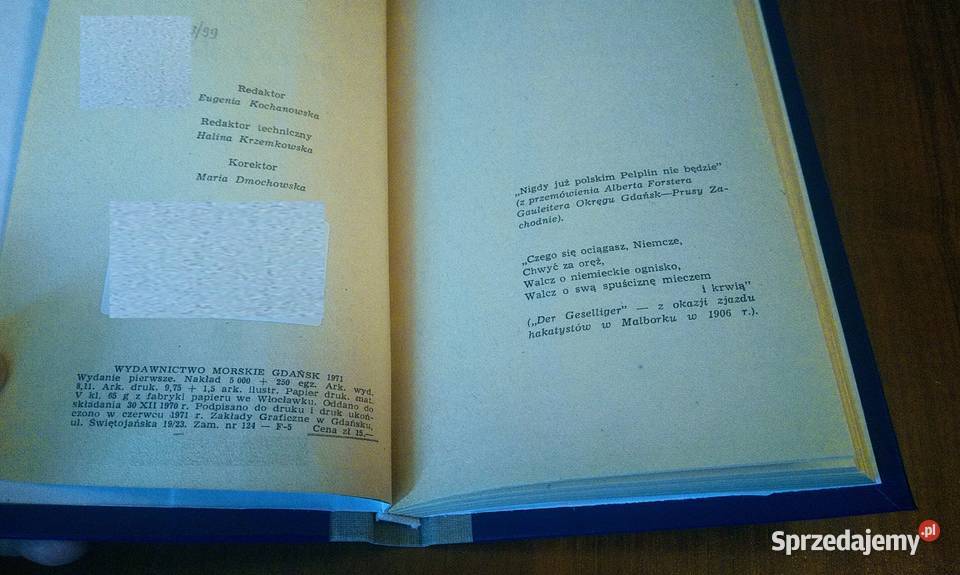 1/99
Redaktor
Eugenia Kochanowska
Redaktor techniczny
Halina Krzemkowska
Korektor
Maria Dmochowska
WYDAWNICTWO MORSKIE GDAŃSK 1971
Wydanie pierwsze. Nakład 5 000 + 250 egz. Ark. wyd.
8,11. Ark. druk. 9,75 + 1,5 ark. ilustr. Papier druk. mat.
V kl. 65 g z fabryki papieru we Włocławku. Oddano do
składania 30 XII 1970 r. Podpisano do druku i druk ukoń-
czono w czerwcu 1971 r. Zakłady Graficzne w Gdańsku,
ul. Świętojańska 19/23. Zam. nr 124 — F-5 Cena zł 15,—
„Nigdy już polskim Pelplin nie będzie”
(z przemówienia Alberta Forstera
Gauleitera Okręgu Gdańsk—Prusy Za-
chodnie).
„Czego się ociągasz, Niemcze,
Chwyć za oręż,
Walcz o niemieckie ognisko,
Walcz o swą spuściznę mieczem
i krwią”
(„Der Geselliger” — z okazji zjazdu
hakatystów w Malborku w 1906 r.).
Sprzedajemy.pl